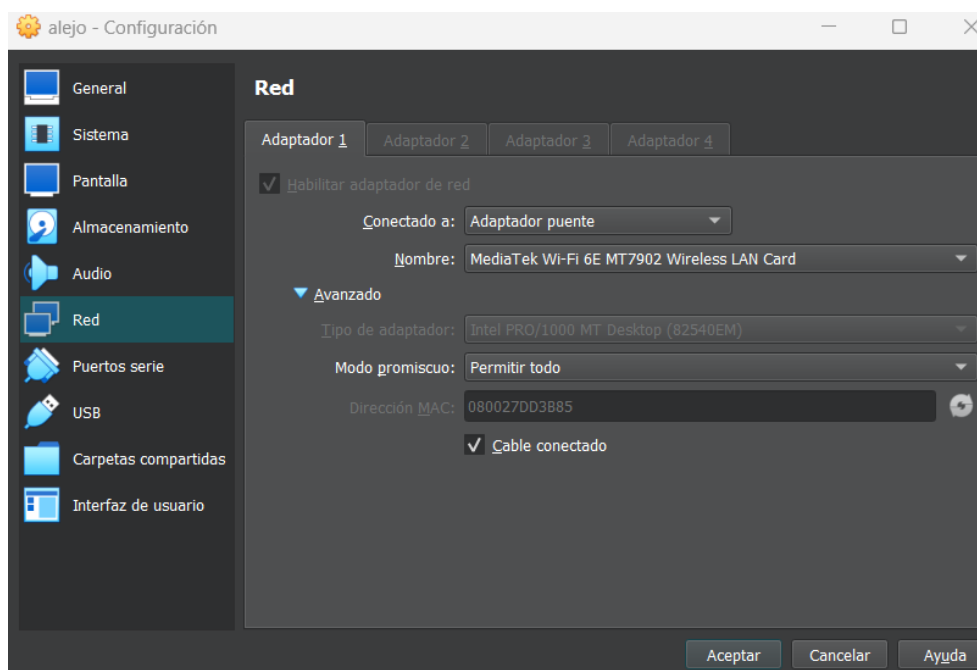 alejo - Configuración
General
Sistema
Pantalla
Almacenamiento
Audio
Red
Puertos serie
USB
Carpetas compartidas
Interfaz de usuario
Red
Adaptador 1 Adaptador 2 Adaptador 3 Adaptador 4
Habilitar adaptador de red
Conectado a: Adaptador puente
Nombre: MediaTek Wi-Fi 6E MT7902 Wireless LAN Card
Avanzado
Tipo de adaptador: Intel PRO/1000 MT Desktop (82540EM)
Modo promiscuo: Permitir todo
Dirección MAC: 080027DD3B85
Cable conectado
Aceptar Cancelar Ayuda